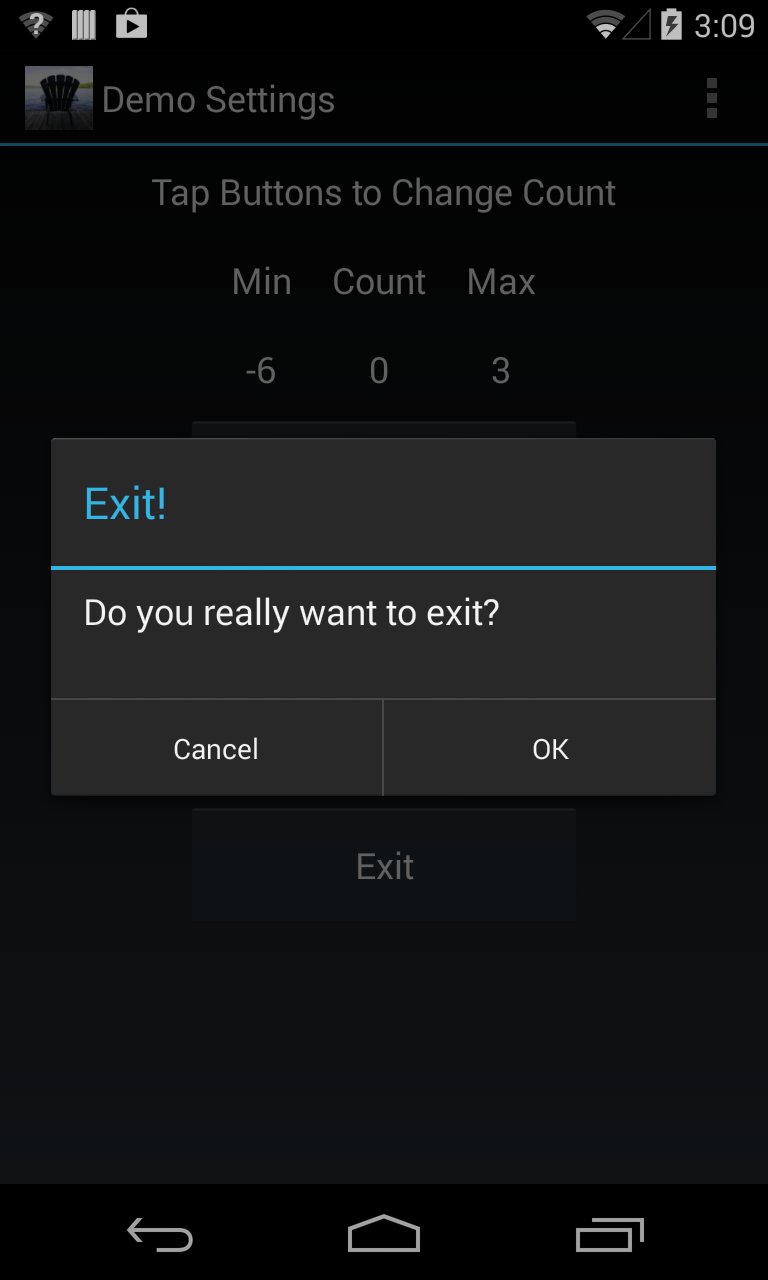 3:09
Demo Settings
Tap Buttons to Change Count
Min Count Max
-6 0 3
Exit!
Do you really want to exit?
Cancel OK
Exit